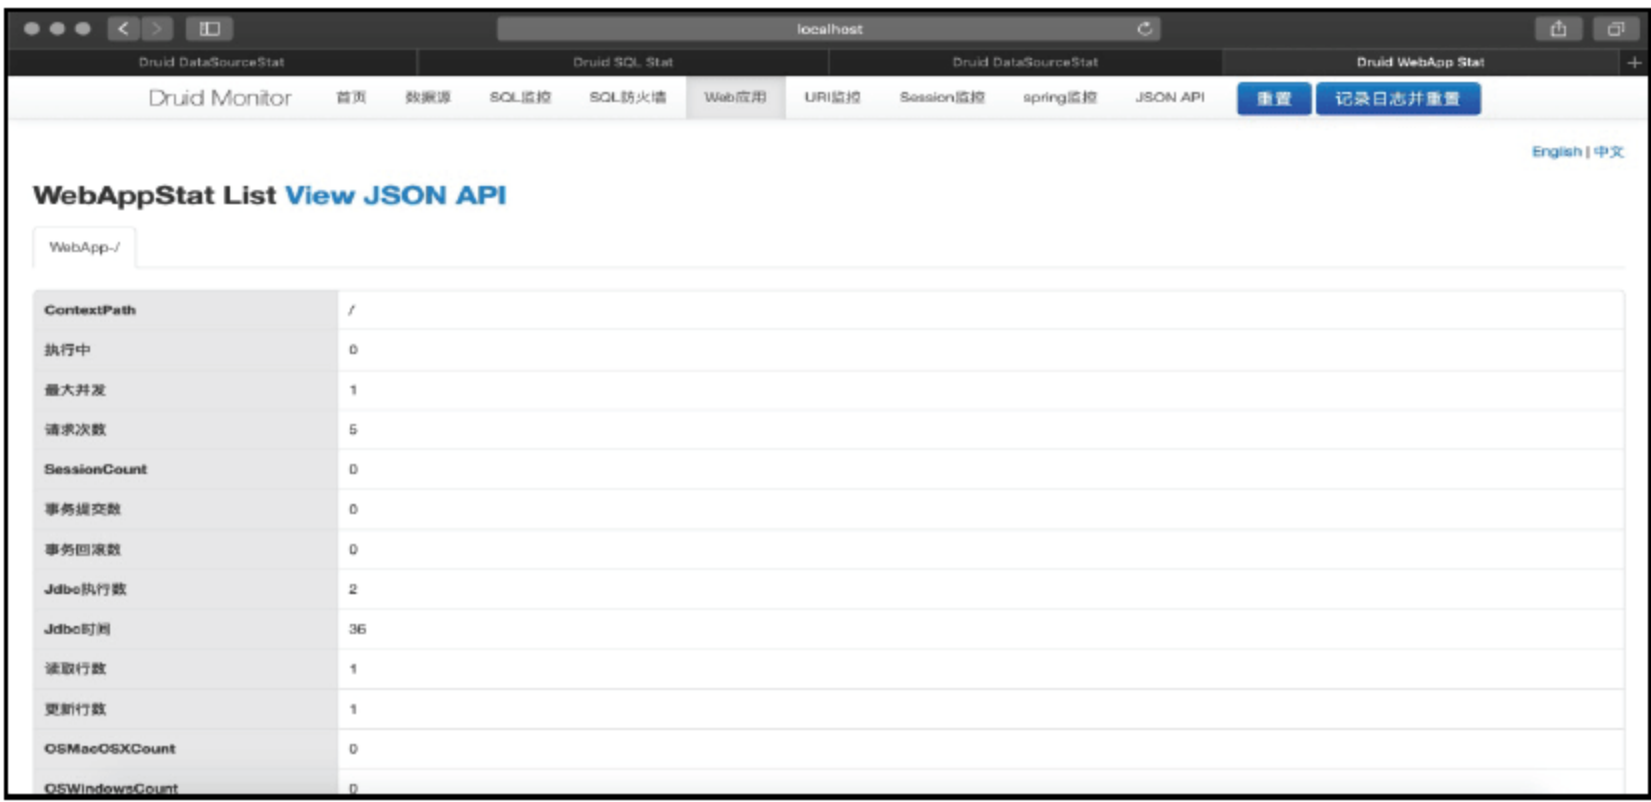 localhost
Druid DataSourceStat Druid SQL Stat Druid DataSourceStat Druid WebApp Stat
Druid Monitor 首页 数据源 SQL监控 SQL防火墙 Web应用 URI监控 Session监控 spring监控 JSON API 重置 记录日志并重置
English | 中文
WebAppStat List View JSON API
WebApp-/
ContextPath /
执行中 0
最大并发 1
请求次数 5
SessionCount 0
事务提交数 0
事务回滚数 0
Jdbc执行数 2
Jdbc时间 36
读取行数 1
更新行数 1
OSMacOSXCount 0
OSWindowsCount 0